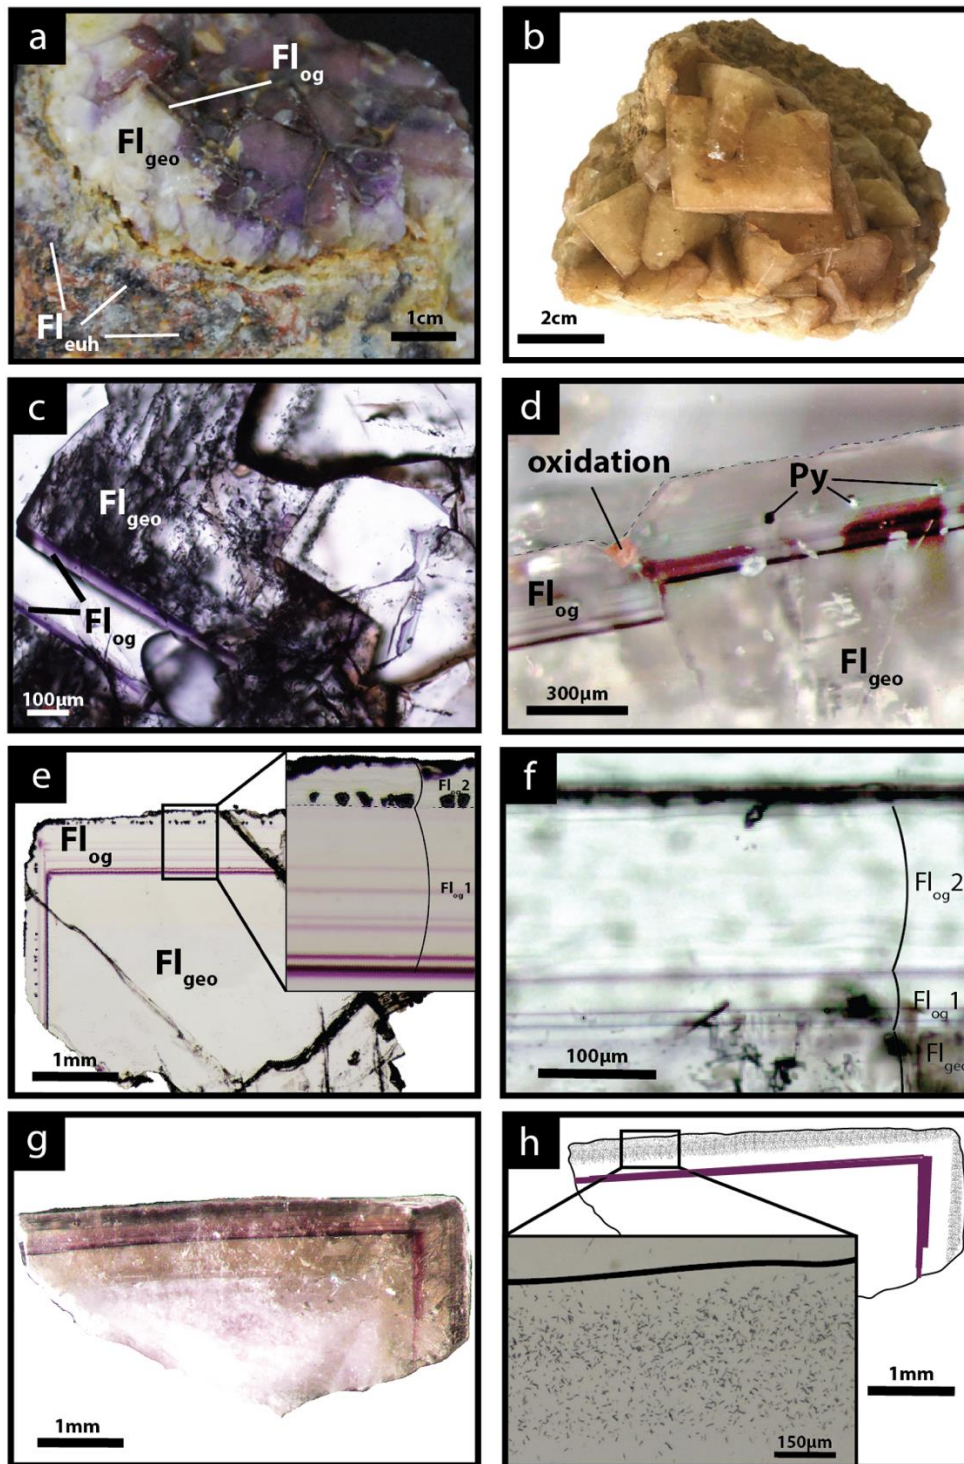 a
Fl og
Fl geo
Fl euh
1cm
b
2cm
c
Fl geo
Fl og
100µm
d
oxidation
Py
Fl og
Fl geo
300µm
e
Fl og
Fl geo
Fl og 2
Fl og 1
1mm
f
Fl og 2
Fl og 1
Fl geo
100µm
g
1mm
h
1mm
150µm